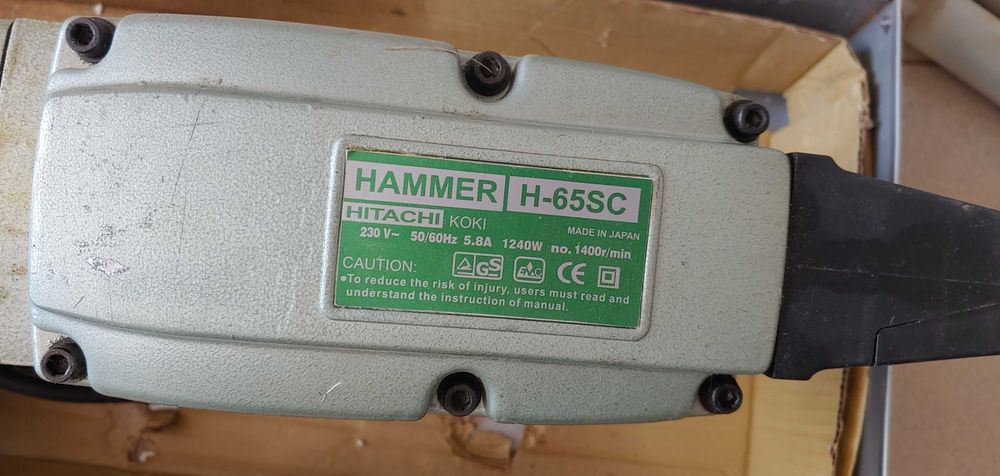 HAMMER H-65SC
HITACHI KOKI
MADE IN JAPAN
230 V~ 50/60Hz 5.8A 1240W no. 1400r/min
CAUTION:
GS
EMC
CE
•To reduce the risk of injury, users must read and
understand the instruction of manual.